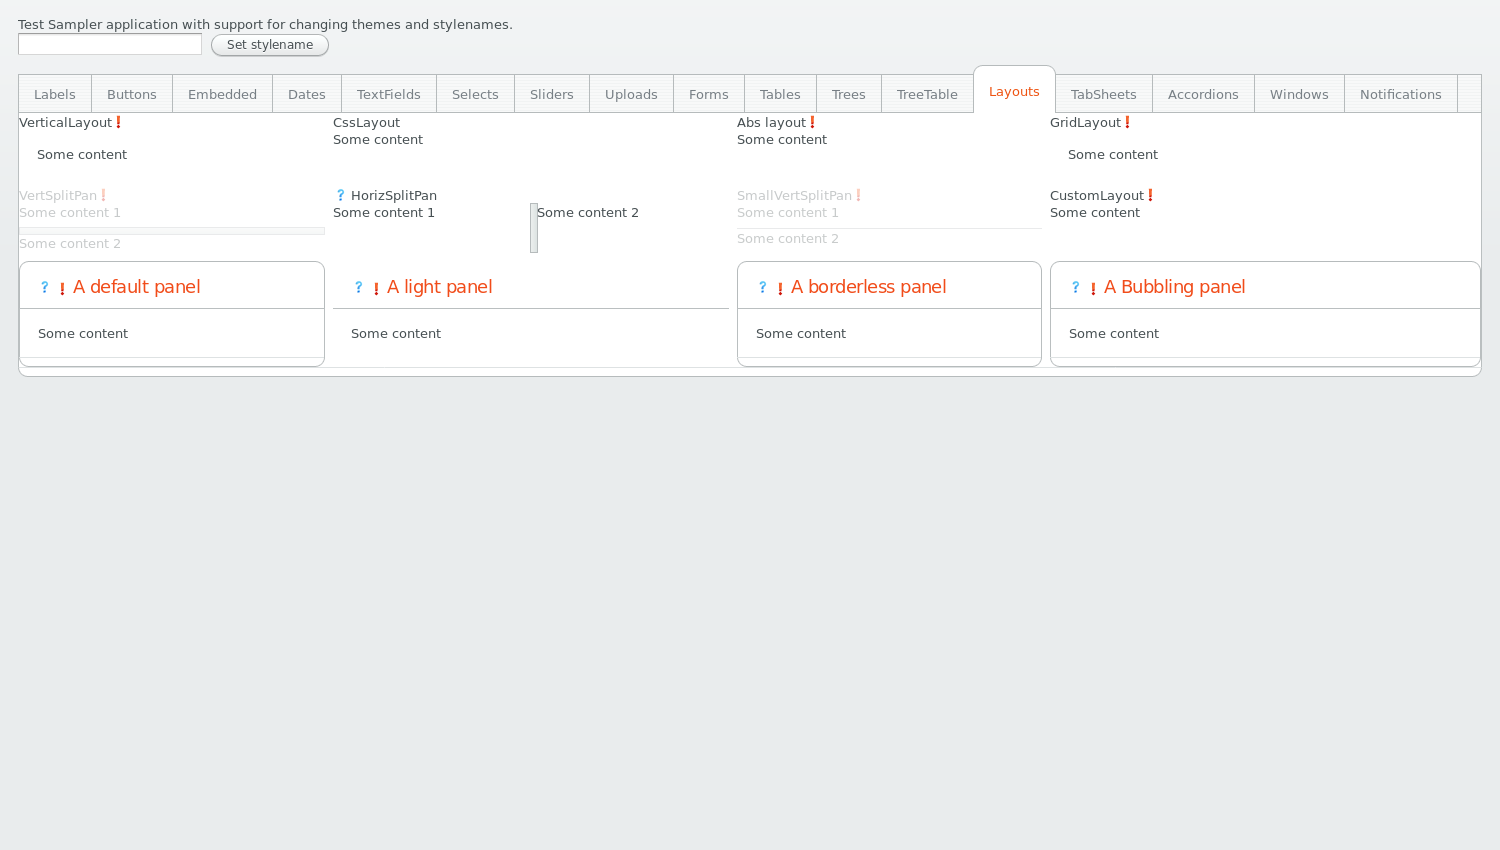 Test Sampler application with support for changing themes and stylenames.
Set stylename
Labels Buttons Embedded Dates TextFields Selects Sliders Uploads Forms Tables Trees TreeTable Layouts TabSheets Accordions Windows Notifications
VerticalLayout! CssLayout Abs layout! GridLayout!
Some content Some content
Some content Some content
VertSplitPan! ? HorizSplitPan SmallVertSplitPan! CustomLayout!
Some content 1 Some content 1 Some content 2 Some content 1 Some content
Some content 2 Some content 2
? ! A default panel ? ! A light panel ? ! A borderless panel ? ! A Bubbling panel
Some content Some content Some content Some content